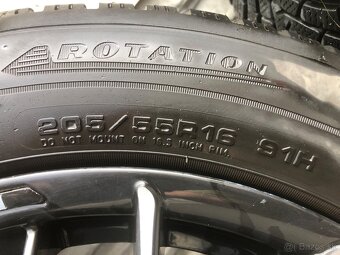 ROTATION
205/55R16 91H
DO NOT MOUNT ON 16.5 INCH RIM.